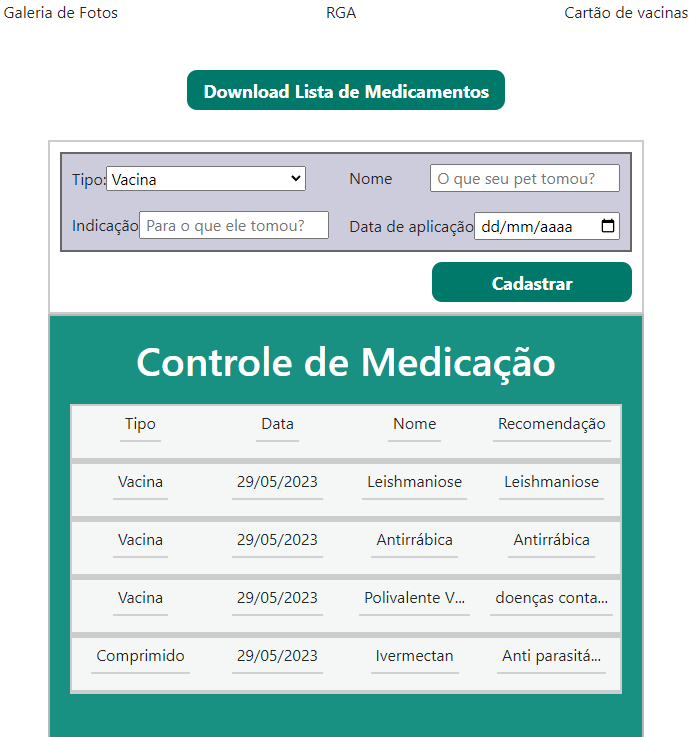 Galeria de Fotos RGA Cartão de vacinas
Download Lista de Medicamentos
Tipo: Vacina Nome O que seu pet tomou?
Indicação Para o que ele tomou? Data de aplicação dd/mm/aaaa
Cadastrar
Controle de Medicação
Tipo Data Nome Recomendação
Vacina 29/05/2023 Leishmaniose Leishmaniose
Vacina 29/05/2023 Antirrábica Antirrábica
Vacina 29/05/2023 Polivalente V... doenças conta...
Comprimido 29/05/2023 Ivermectan Anti parasitá...